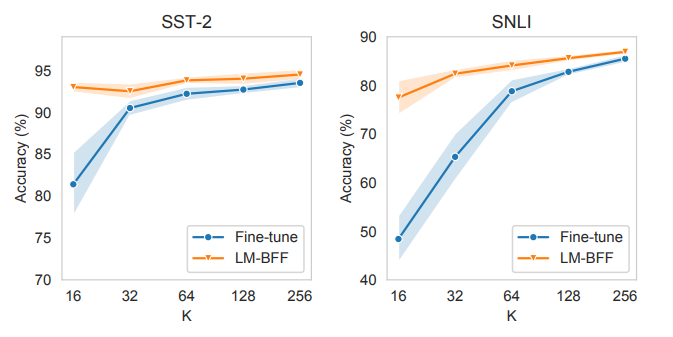 SST-2
Accuracy (%)
95
90
85
80
75
70
16 32 64 128 256
K
Fine-tune
LM-BFF
SNLI
Accuracy (%)
90
80
70
60
50
40
16 32 64 128 256
K
Fine-tune
LM-BFF